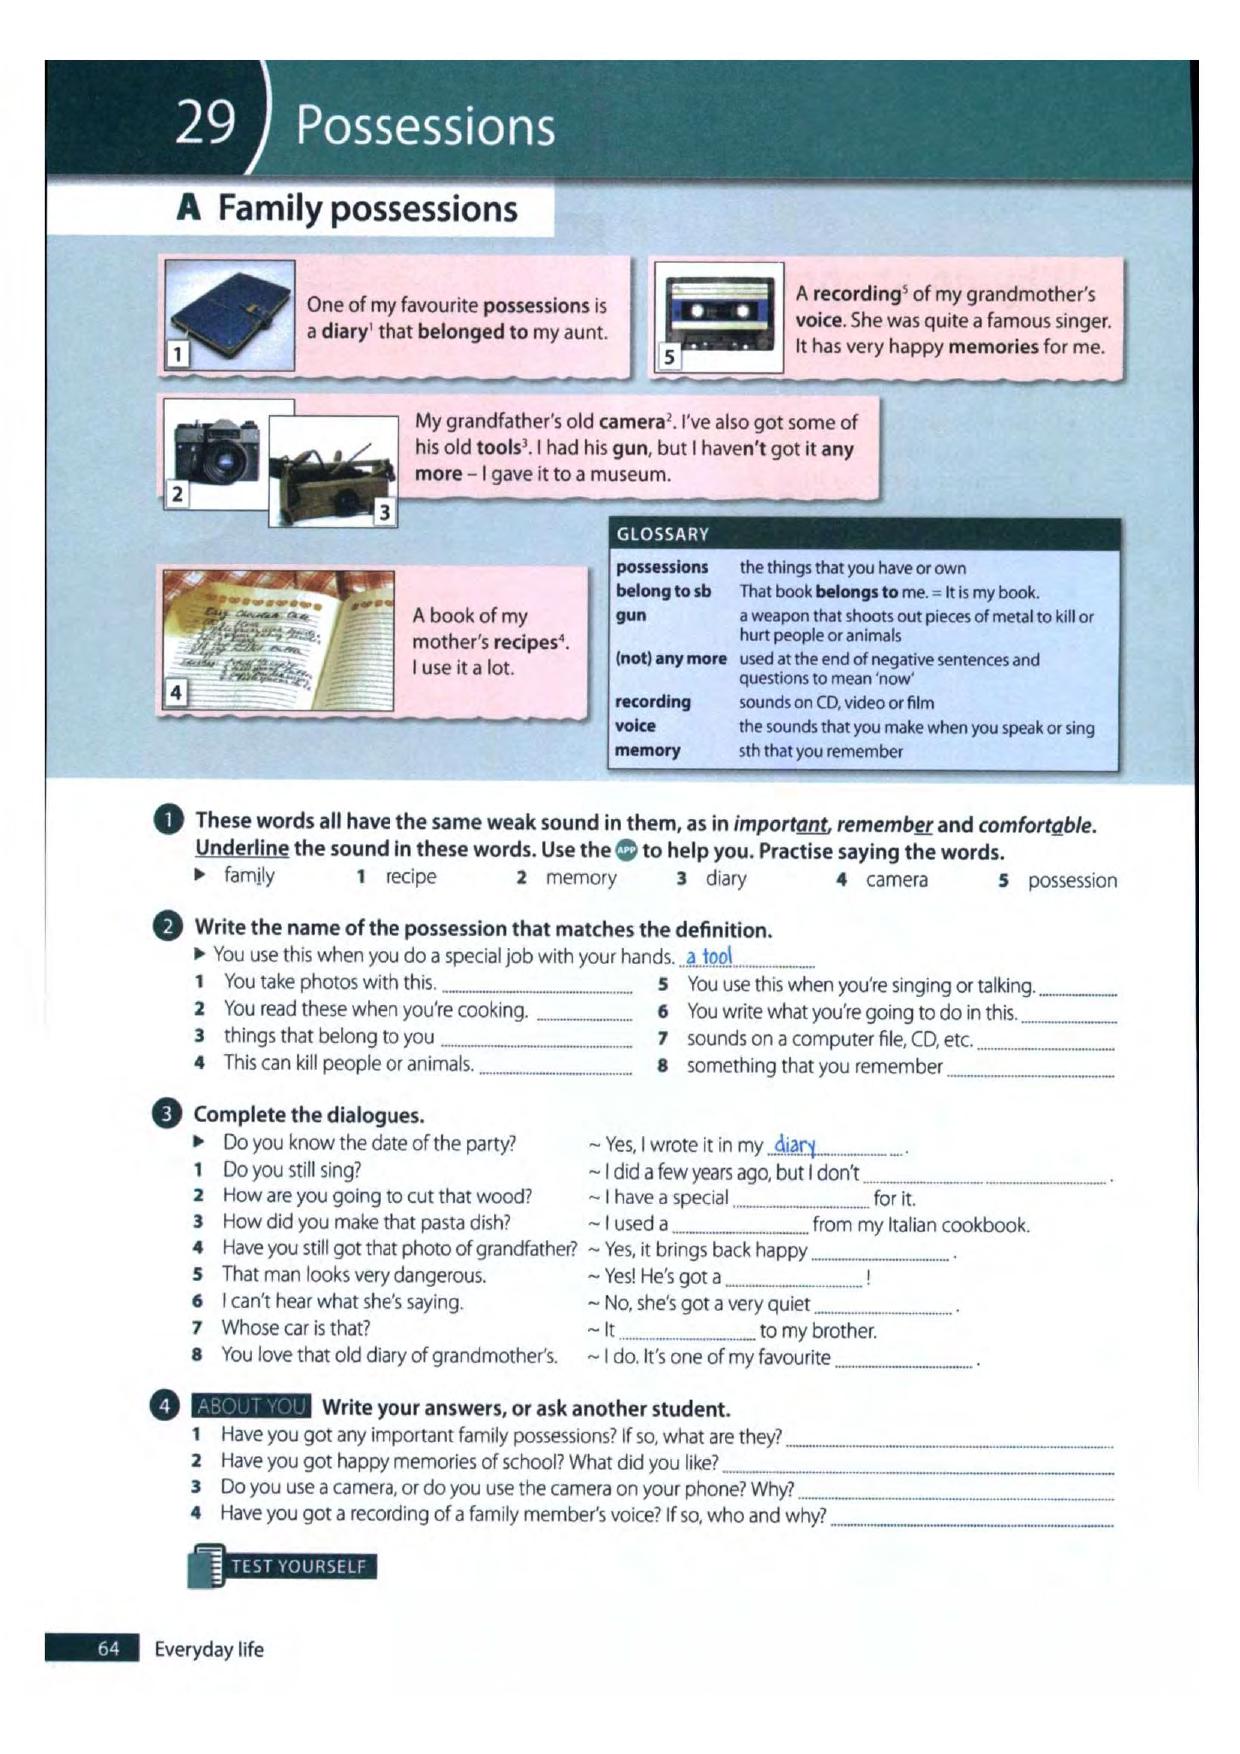 29 Possessions
A Family possessions
1
One of my favourite possessions is
a diary¹ that belonged to my aunt.
5
A recording⁵ of my grandmother's
voice. She was quite a famous singer.
It has very happy memories for me.
2
3
My grandfather's old camera². I've also got some of
his old tools³. I had his gun, but I haven't got it any
more – I gave it to a museum.
4
A book of my
mother's recipes⁴.
I use it a lot.
GLOSSARY
possessions the things that you have or own
belong to sb That book belongs to me. = It is my book.
gun a weapon that shoots out pieces of metal to kill or
hurt people or animals
(not) any more used at the end of negative sentences and
questions to mean 'now'
recording sounds on CD, video or film
voice the sounds that you make when you speak or sing
memory sth that you remember
1 These words all have the same weak sound in them, as in important, remember and comfortable.
Underline the sound in these words. Use the APP to help you. Practise saying the words.
▶ family 1 recipe 2 memory 3 diary 4 camera 5 possession
2 Write the name of the possession that matches the definition.
▶ You use this when you do a special job with your hands. a tool
1 You take photos with this.
2 You read these when you're cooking.
3 things that belong to you
4 This can kill people or animals.
5 You use this when you're singing or talking.
6 You write what you're going to do in this.
7 sounds on a computer file, CD, etc.
8 something that you remember
3 Complete the dialogues.
▶ Do you know the date of the party? ~ Yes, I wrote it in my diary .
1 Do you still sing? ~ I did a few years ago, but I don't .
2 How are you going to cut that wood? ~ I have a special for it.
3 How did you make that pasta dish? ~ I used a from my Italian cookbook.
4 Have you still got that photo of grandfather? ~ Yes, it brings back happy .
5 That man looks very dangerous. ~ Yes! He's got a !
6 I can't hear what she's saying. ~ No, she's got a very quiet .
7 Whose car is that? ~ It to my brother.
8 You love that old diary of grandmother's. ~ I do. It's one of my favourite .
4 ABOUT YOU Write your answers, or ask another student.
1 Have you got any important family possessions? If so, what are they?
2 Have you got happy memories of school? What did you like?
3 Do you use a camera, or do you use the camera on your phone? Why?
4 Have you got a recording of a family member's voice? If so, who and why?
TEST YOURSELF
64 Everyday life